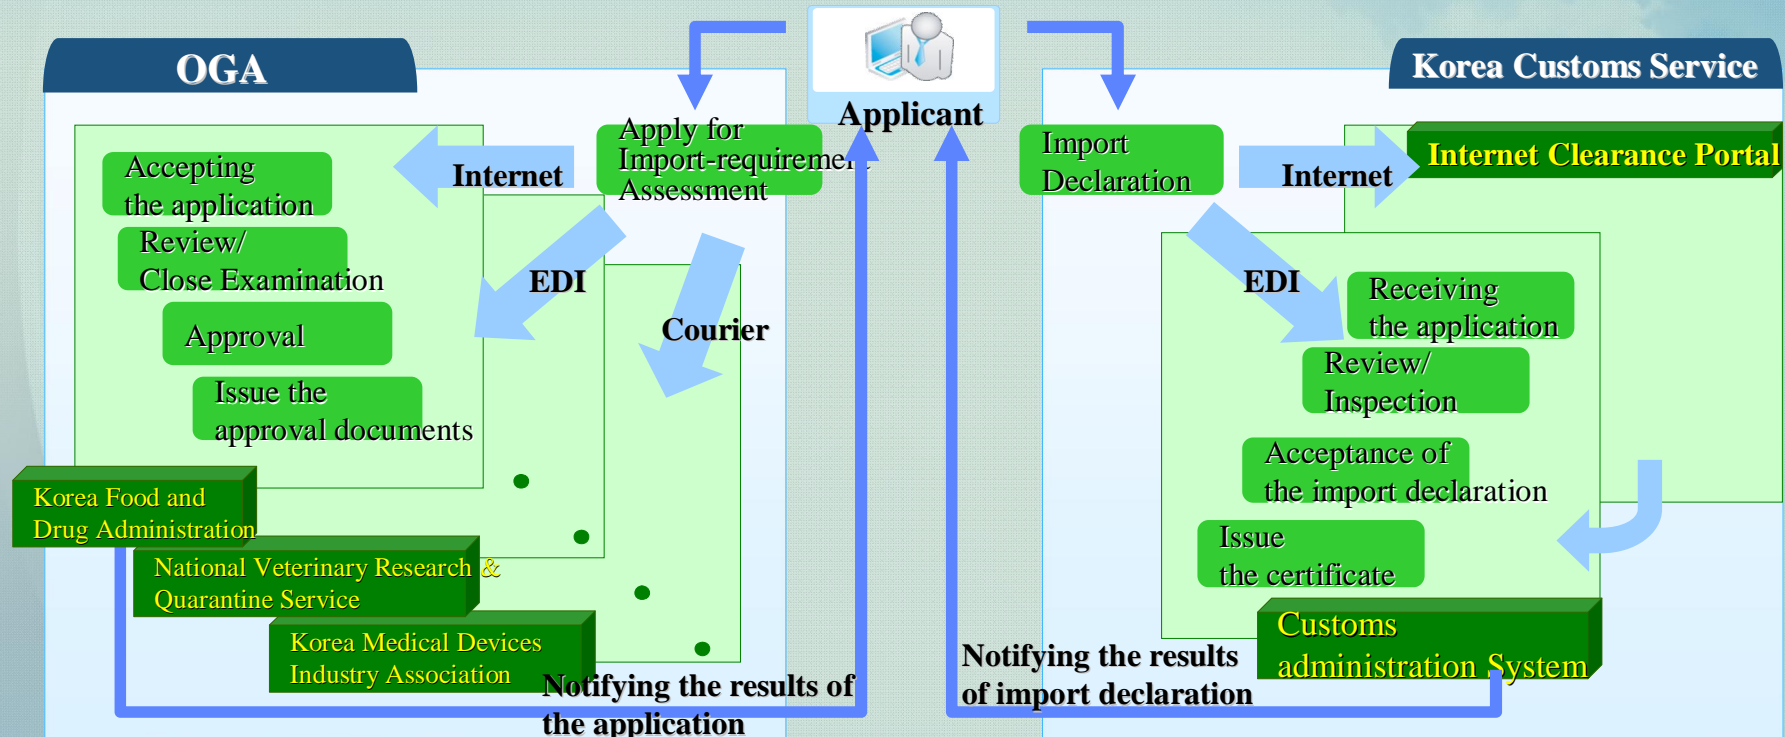 OGA
Applicant
Korea Customs Service
Apply for
Import-requirement
Assessment
Internet
Accepting
the application
Review/
Close Examination
Approval
Issue the
approval documents
EDI
Courier
Korea Food and
Drug Administration
National Veterinary Research &
Quarantine Service
Korea Medical Devices
Industry Association
Notifying the results of
the application
Import
Declaration
Internet
Internet Clearance Portal
EDI
Receiving
the application
Review/
Inspection
Acceptance of
the import declaration
Issue
the certificate
Customs
administration System
Notifying the results
of import declaration